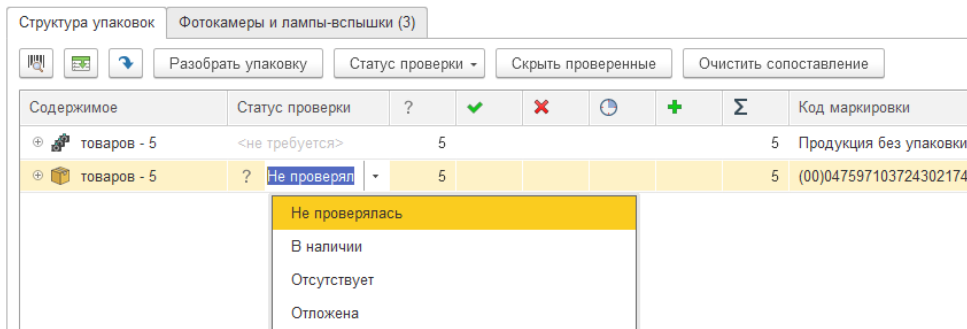 Структура упаковок Фотокамеры и лампы-вспышки (3)
Разобрать упаковку Статус проверки Скрыть проверенные Очистить сопоставление
Содержимое Статус проверки ? Σ Код маркировки
товаров - 5 <не требуется> 5 5 Продукция без упаковки
товаров - 5 ? Не проверял 5 5 (00)047597103724302174
Не проверялась
В наличии
Отсутствует
Отложена